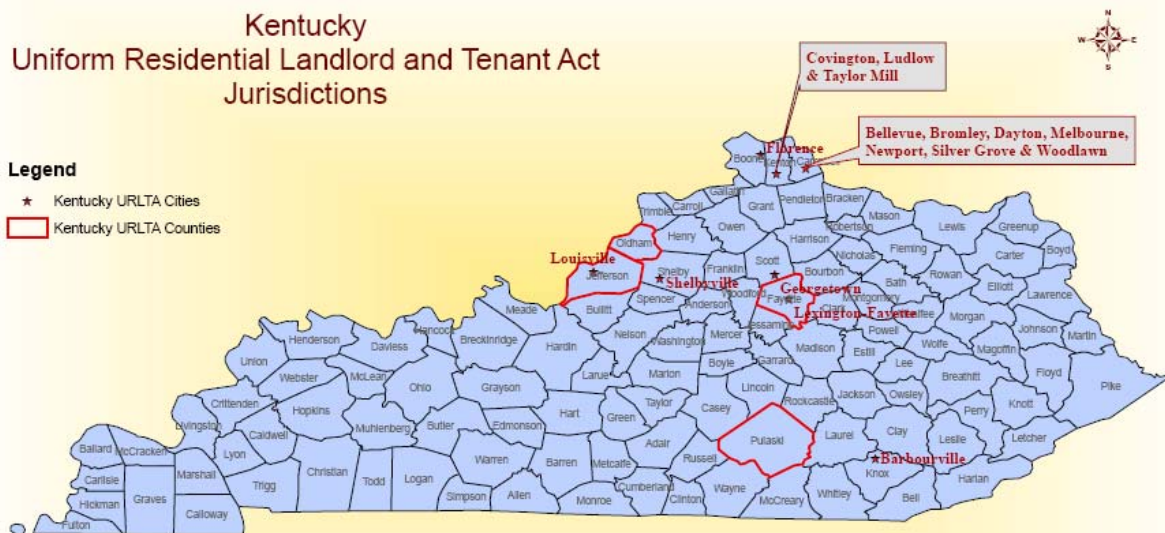 Kentucky
Uniform Residential Landlord and Tenant Act
Jurisdictions
N
W
E
S
Covington, Ludlow
& Taylor Mill
Bellevue, Bromley, Dayton, Melbourne,
Newport, Silver Grove & Woodlawn
Legend
Kentucky URLTA Cities
Kentucky URLTA Counties
Florence
Boone
Kenton
Gallatin
Grant
Pendleton
Bracken
Trimble
Carroll
Owen
Robertson
Mason
Lewis
Greenup
Oldham
Henry
Harrison
Fleming
Carter
Boyd
Louisville
Jefferson
Shelby
Shelbyville
Franklin
Scott
Georgetown
Bourbon
Nicholas
Bath
Rowan
Elliott
Lawrence
Spencer
Anderson
Woodford
Fayette
Lexington-Fayette
Clark
Montgomery
Bullitt
Meade
Hancock
Breckinridge
Hardin
Nelson
Washington
Mercer
Madison
Powell
Morgan
Johnson
Martin
Union
Henderson
Daviess
Webster
McLean
Ohio
Grayson
Larue
Marion
Boyle
Garrard
Estill
Lee
Wolfe
Magoffin
Floyd
Pike
Crittenden
Livingston
Hopkins
Muhlenberg
Butler
Edmonson
Hart
Green
Taylor
Casey
Lincoln
Rockcastle
Jackson
Owsley
Breathitt
Perry
Knott
Ballard
McCracken
Caldwell
Lyon
Warren
Barren
Metcalfe
Adair
Russell
Pulaski
Laurel
Clay
Leslie
Letcher
Barbourville
Knox
Harlan
Carlisle
Graves
Marshall
Trigg
Christian
Todd
Logan
Simpson
Allen
Monroe
Cumberland
Clinton
Wayne
McCreary
Whitley
Bell
Hickman
Calloway
Fulton